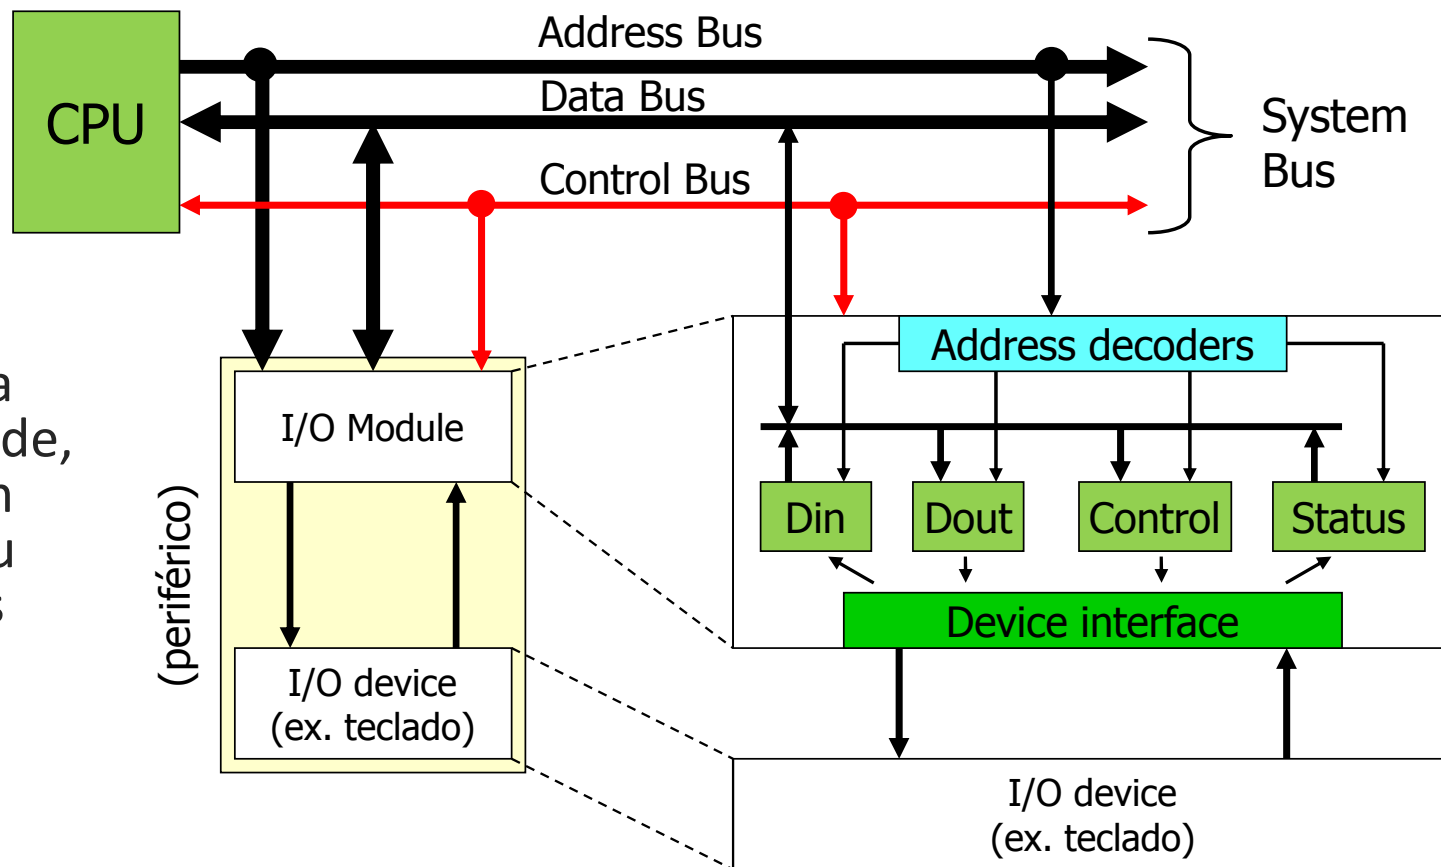 Address Bus
CPU
Data Bus
System
Bus
Control Bus
a
de,
n
u
s
(periférico)
I/O Module
I/O device
(ex. teclado)
Address decoders
Din
Dout
Control
Status
Device interface
I/O device
(ex. teclado)